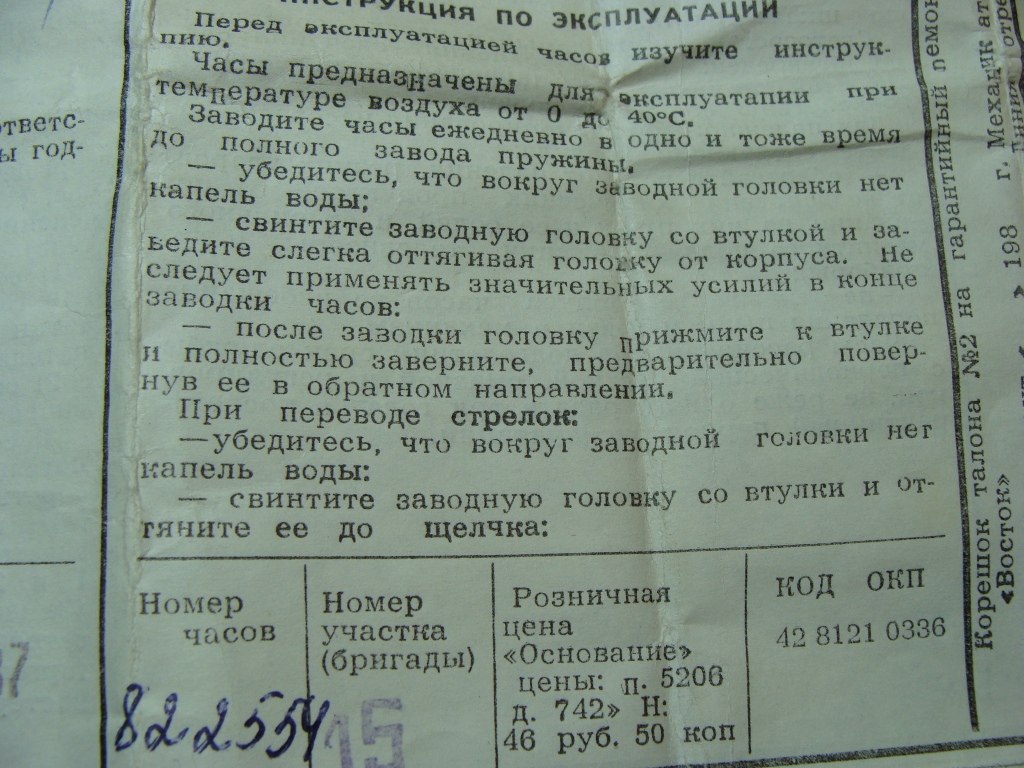 ИНСТРУКЦИЯ ПО ЭКСПЛУАТАЦИИ
Перед эксплуатацией часов изучите инструк-
пию.
Часы предназначены для эксплуатапии при
температуре воздуха от 0 до 40°С.
Заводите часы ежедневно в одно и тоже время
до полного завода пружины.
— убедитесь, что вокруг заводной головки нет
капель воды;
— свинтите заводную головку со втулкой и за-
ведите слегка оттягивая головку от корпуса. Не
следует применять значительных усилий в конце
заводки часов:
— после заводки головку прижмите к втулке
и полностью заверните, предварительно повер-
нув ее в обратном направлении.
При переводе стрелок:
—убедитесь, что вокруг заводной головки нет
капель воды:
— свинтите заводную головку со втулки и от-
тяните ее до щелчка:
Номер
часов
822554
Номер
участка
(бригады)
15
Розничная
цена
«Основание»
цены: п. 5206
д. 742» Н:
46 руб. 50 коп
КОД ОКП
42 8121 0336
ответс-
ы год-
37
Корешок талона №2 на гарантийный
«Восток»
» 198 г. Механик